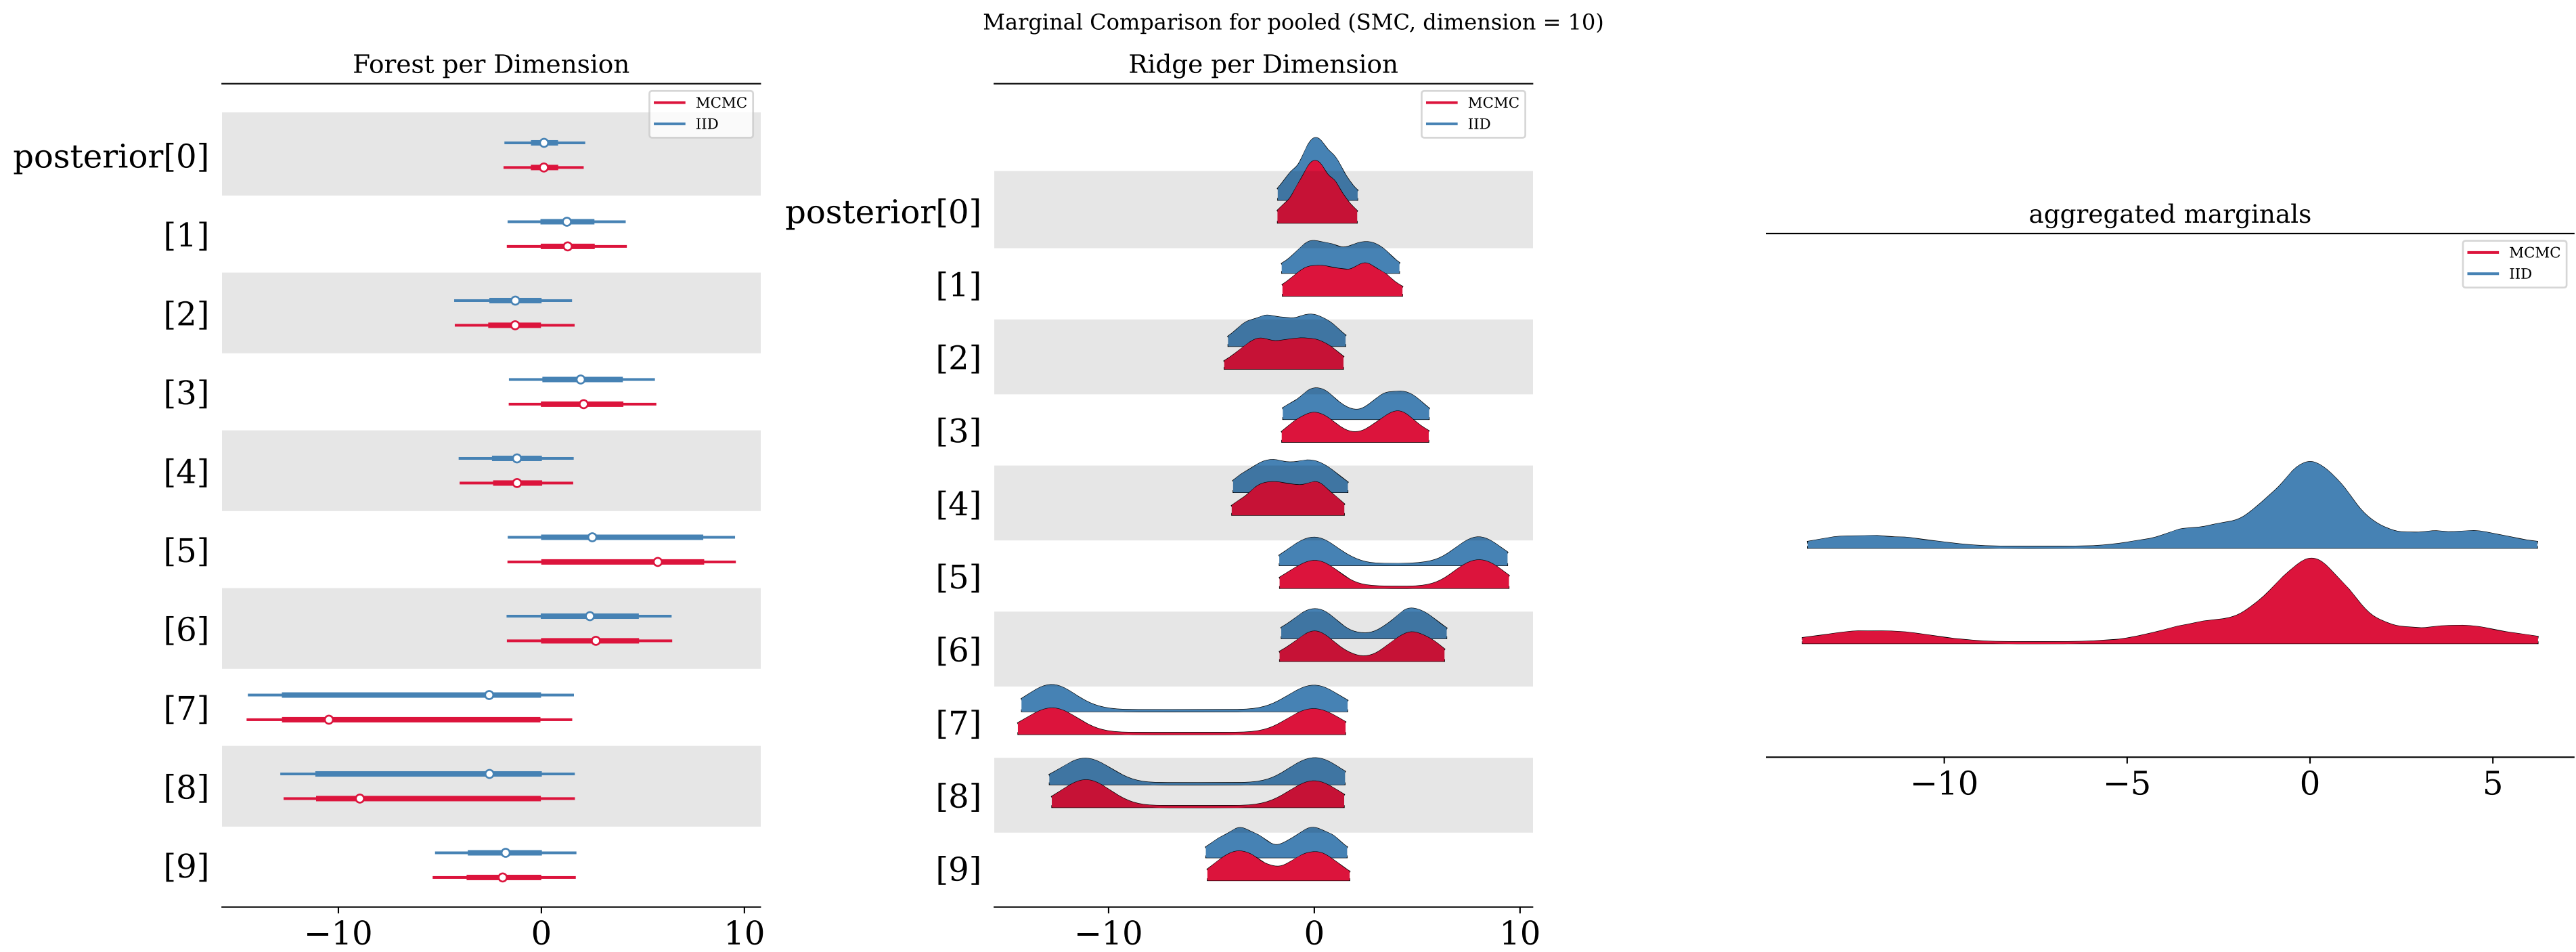 Marginal Comparison for pooled (SMC, dimension = 10)
Forest per Dimension
MCMC
IID
posterior[0]
[1]
[2]
[3]
[4]
[5]
[6]
[7]
[8]
[9]
−10 0 10
Ridge per Dimension
MCMC
IID
posterior[0]
[1]
[2]
[3]
[4]
[5]
[6]
[7]
[8]
[9]
−10 0 10
aggregated marginals
MCMC
IID
−10 −5 0 5